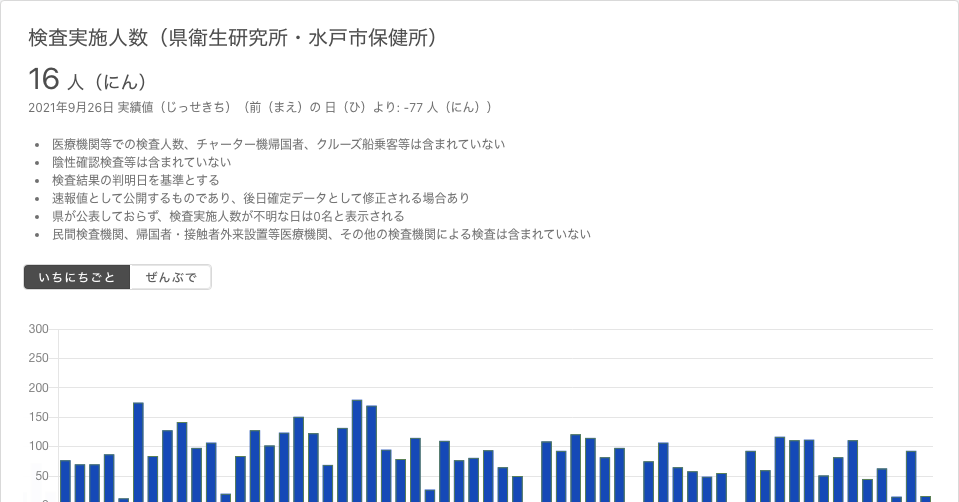 検査実施人数（県衛生研究所・水戸市保健所）
16 人（にん）
2021年9月26日 実績値（じっせきち）（前（まえ）の 日（ひ）より: -77 人（にん））
• 医療機関等での検査人数、チャーター機帰国者、クルーズ船乗客等は含まれていない
• 陰性確認検査等は含まれていない
• 検査結果の判明日を基準とする
• 速報値として公開するものであり、後日確定データとして修正される場合あり
• 県が公表しておらず、検査実施人数が不明な日は0名と表示される
• 民間検査機関、帰国者・接触者外来設置等医療機関、その他の検査機関による検査は含まれていない
いちにちごと ぜんぶで
300
250
200
150
100
50
0